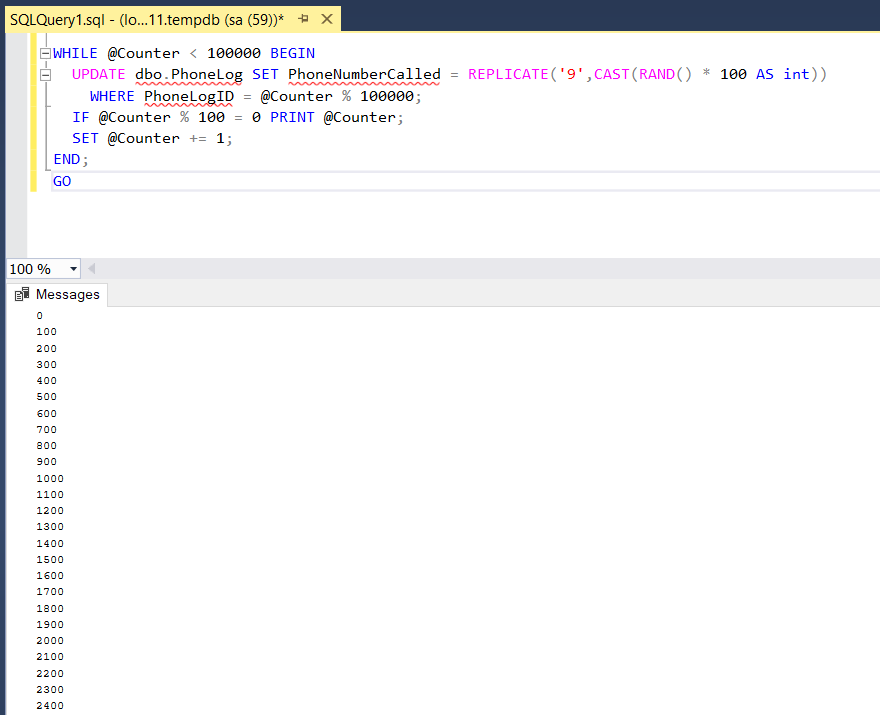 SQLQuery1.sql - (lo...11.tempdb (sa (59))*
WHILE @Counter < 100000 BEGIN
UPDATE dbo.PhoneLog SET PhoneNumberCalled = REPLICATE('9',CAST(RAND() * 100 AS int))
WHERE PhoneLogID = @Counter % 100000;
IF @Counter % 100 = 0 PRINT @Counter;
SET @Counter += 1;
END;
GO
100 %
Messages
0
100
200
300
400
500
600
700
800
900
1000
1100
1200
1300
1400
1500
1600
1700
1800
1900
2000
2100
2200
2300
2400